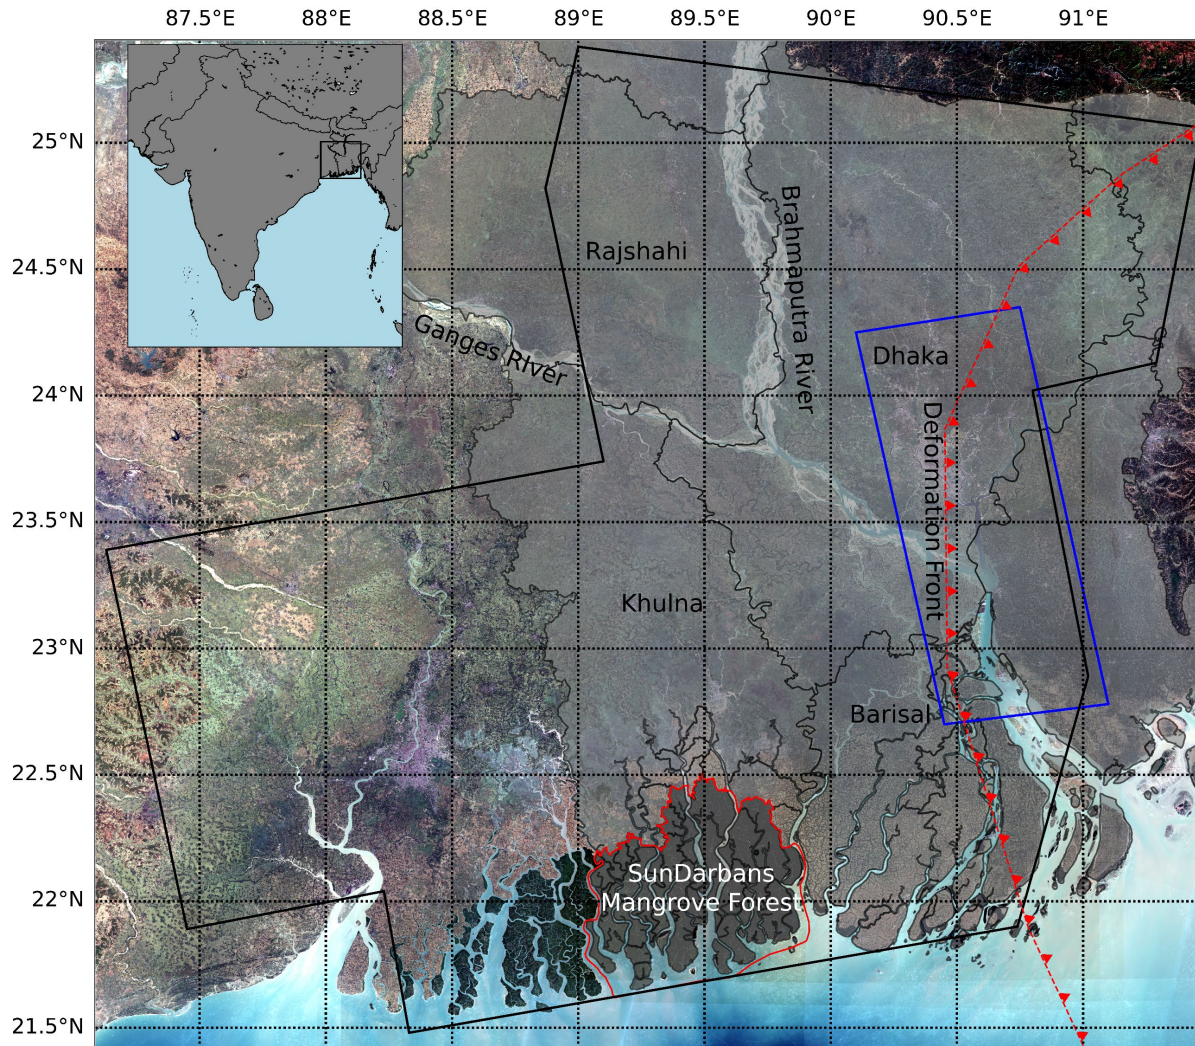 87.5°E 88°E 88.5°E 89°E 89.5°E 90°E 90.5°E 91°E
25°N
24.5°N
24°N
23.5°N
23°N
22.5°N
22°N
21.5°N
Rajshahi
Brahmaputra River
Ganges RIver
Dhaka
Deformation Front
Khulna
Barisal
SunDarbans
Mangrove Forest